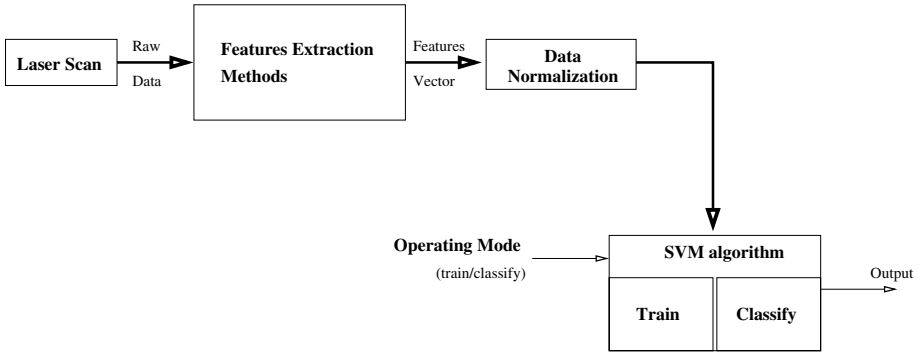 Laser Scan
Raw
Data
Features Extraction
Methods
Features
Vector
Data
Normalization
Operating Mode
(train/classify)
SVM algorithm
Train
Classify
Output